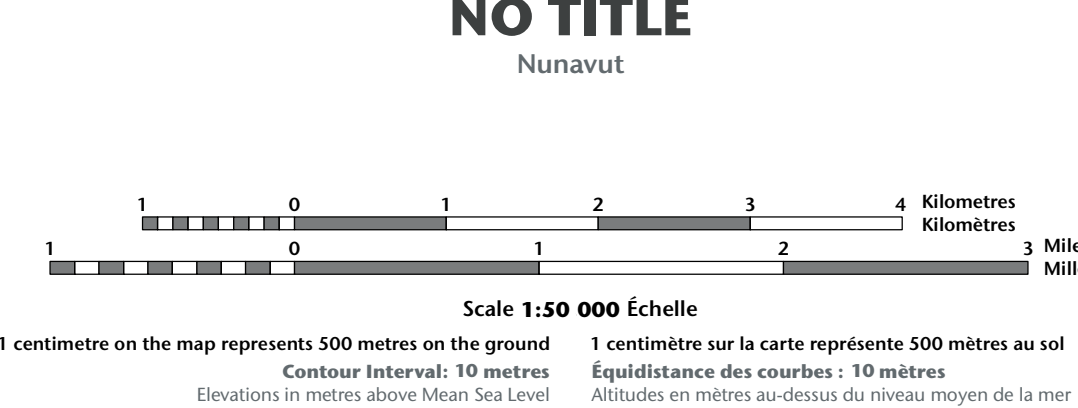 NO TITLE
Nunavut
1 0 1 2 3 4 Kilometres
Kilomètres
1 0 1 2 3 Mile
Mill
Scale 1:50 000 Échelle
1 centimetre on the map represents 500 metres on the ground
1 centimètre sur la carte représente 500 mètres au sol
Contour Interval: 10 metres
Équidistance des courbes : 10 mètres
Elevations in metres above Mean Sea Level
Altitudes en mètres au-dessus du niveau moyen de la mer